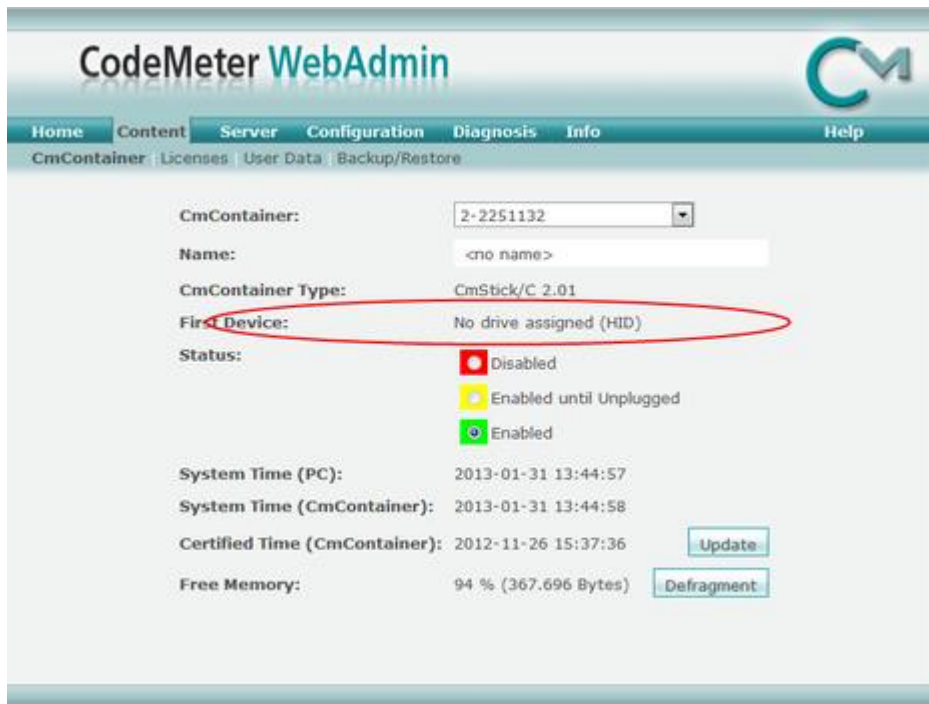 CodeMeter WebAdmin
CM
Home Content Server Configuration Diagnosis Info Help
CmContainer Licenses User Data Backup/Restore
CmContainer: 2-2251132
Name: <no name>
CmContainer Type: CmStick/C 2.01
First Device: No drive assigned (HID)
Status: Disabled
Enabled until Unplugged
Enabled
System Time (PC): 2013-01-31 13:44:57
System Time (CmContainer): 2013-01-31 13:44:58
Certified Time (CmContainer): 2012-11-26 15:37:36 Update
Free Memory: 94 % (367.696 Bytes) Defragment